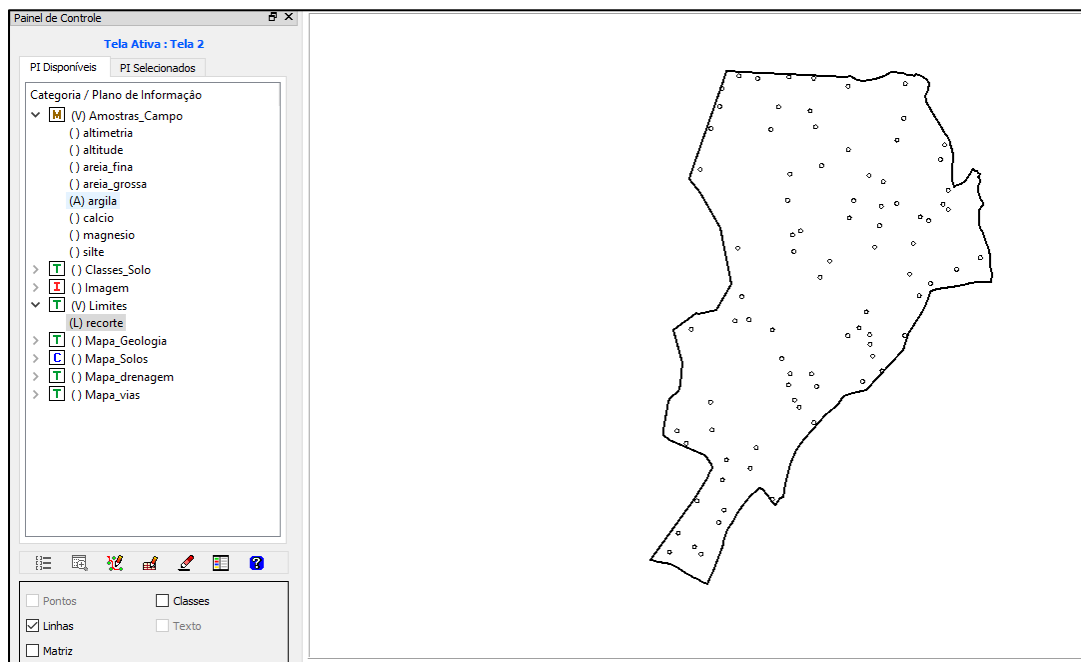 Painel de Controle
Tela Ativa : Tela 2
PI Disponíveis PI Selecionados
Categoria / Plano de Informação
M (V) Amostras_Campo
( ) altimetria
( ) altitude
( ) areia_fina
( ) areia_grossa
(A) argila
( ) calcio
( ) magnesio
( ) silte
T ( ) Classes_Solo
I ( ) Imagem
T (V) Limites
(L) recorte
T ( ) Mapa_Geologia
C ( ) Mapa_Solos
T ( ) Mapa_drenagem
T ( ) Mapa_vias
?
Pontos Classes
Linhas Texto
Matriz